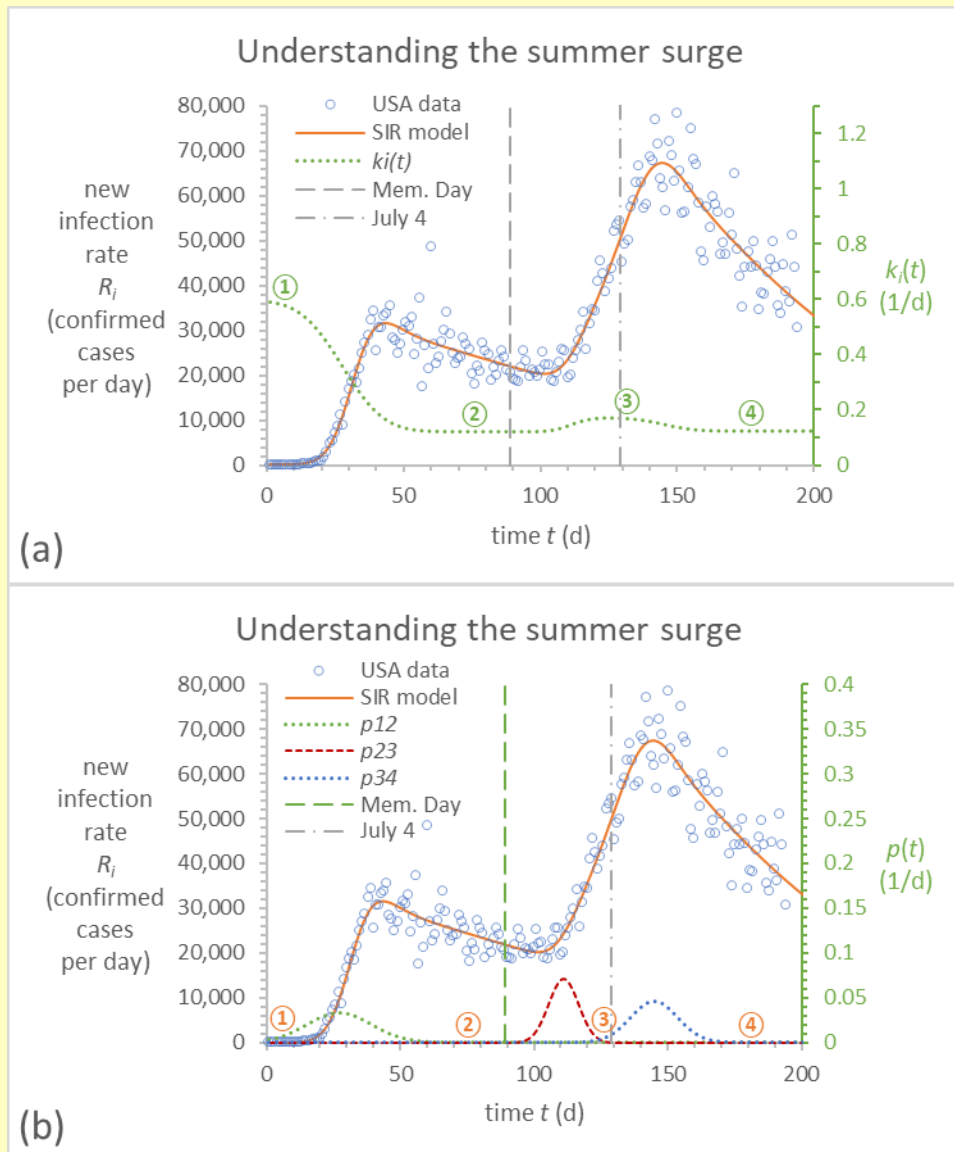 Understanding the summer surge
80,000
70,000
60,000
50,000
40,000
30,000
20,000
10,000
0
new
infection
rate
R_i
(confirmed
cases
per day)
USA data
SIR model
ki(t)
Mem. Day
July 4
1.2
1
0.8
0.6
0.4
0.2
0
k_i(t)
(1/d)
① ② ③ ④
0 50 100 150 200
time t (d)
(a)
Understanding the summer surge
80,000
70,000
60,000
50,000
40,000
30,000
20,000
10,000
0
new
infection
rate
R_i
(confirmed
cases
per day)
USA data
SIR model
p12
p23
p34
Mem. Day
July 4
0.4
0.35
0.3
0.25
0.2
0.15
0.1
0.05
0
p(t)
(1/d)
① ② ③ ④
0 50 100 150 200
time t (d)
(b)